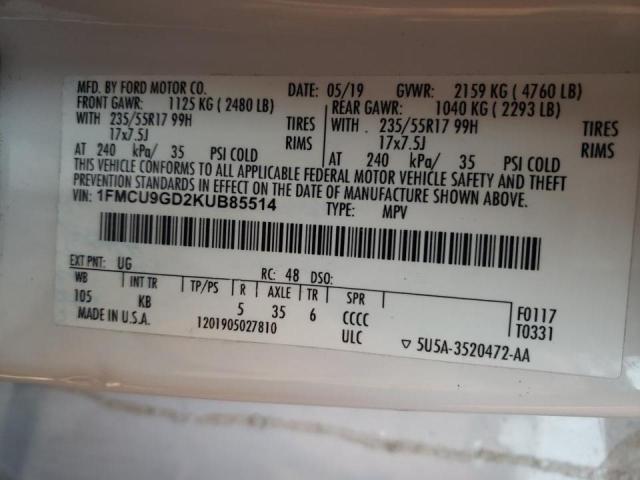 MFD. BY FORD MOTOR CO. DATE: 05/19 GVWR: 2159 KG ( 4760 LB)
FRONT GAWR: 1125 KG ( 2480 LB) REAR GAWR: 1040 KG ( 2293 LB)
WITH 235/55R17 99H TIRES WITH 235/55R17 99H TIRES
17x7.5J RIMS 17x7.5J RIMS
AT 240 kPa/ 35 PSI COLD AT 240 kPa/ 35 PSI COLD
THIS VEHICLE CONFORMS TO ALL APPLICABLE FEDERAL MOTOR VEHICLE SAFETY AND THEFT
PREVENTION STANDARDS IN EFFECT ON THE DATE OF MANUFACTURE SHOWN ABOVE.
VIN: 1FMCU9GD2KUB85514 TYPE: MPV
EXT PNT: UG RC: 48 DSO:
WB INT TR TP/PS R AXLE TR SPR
105 KB 5 35 6 CCCC
F0117
T0331
MADE IN U.S.A. 1201905027810 ULC ▽ 5U5A-3520472-AA